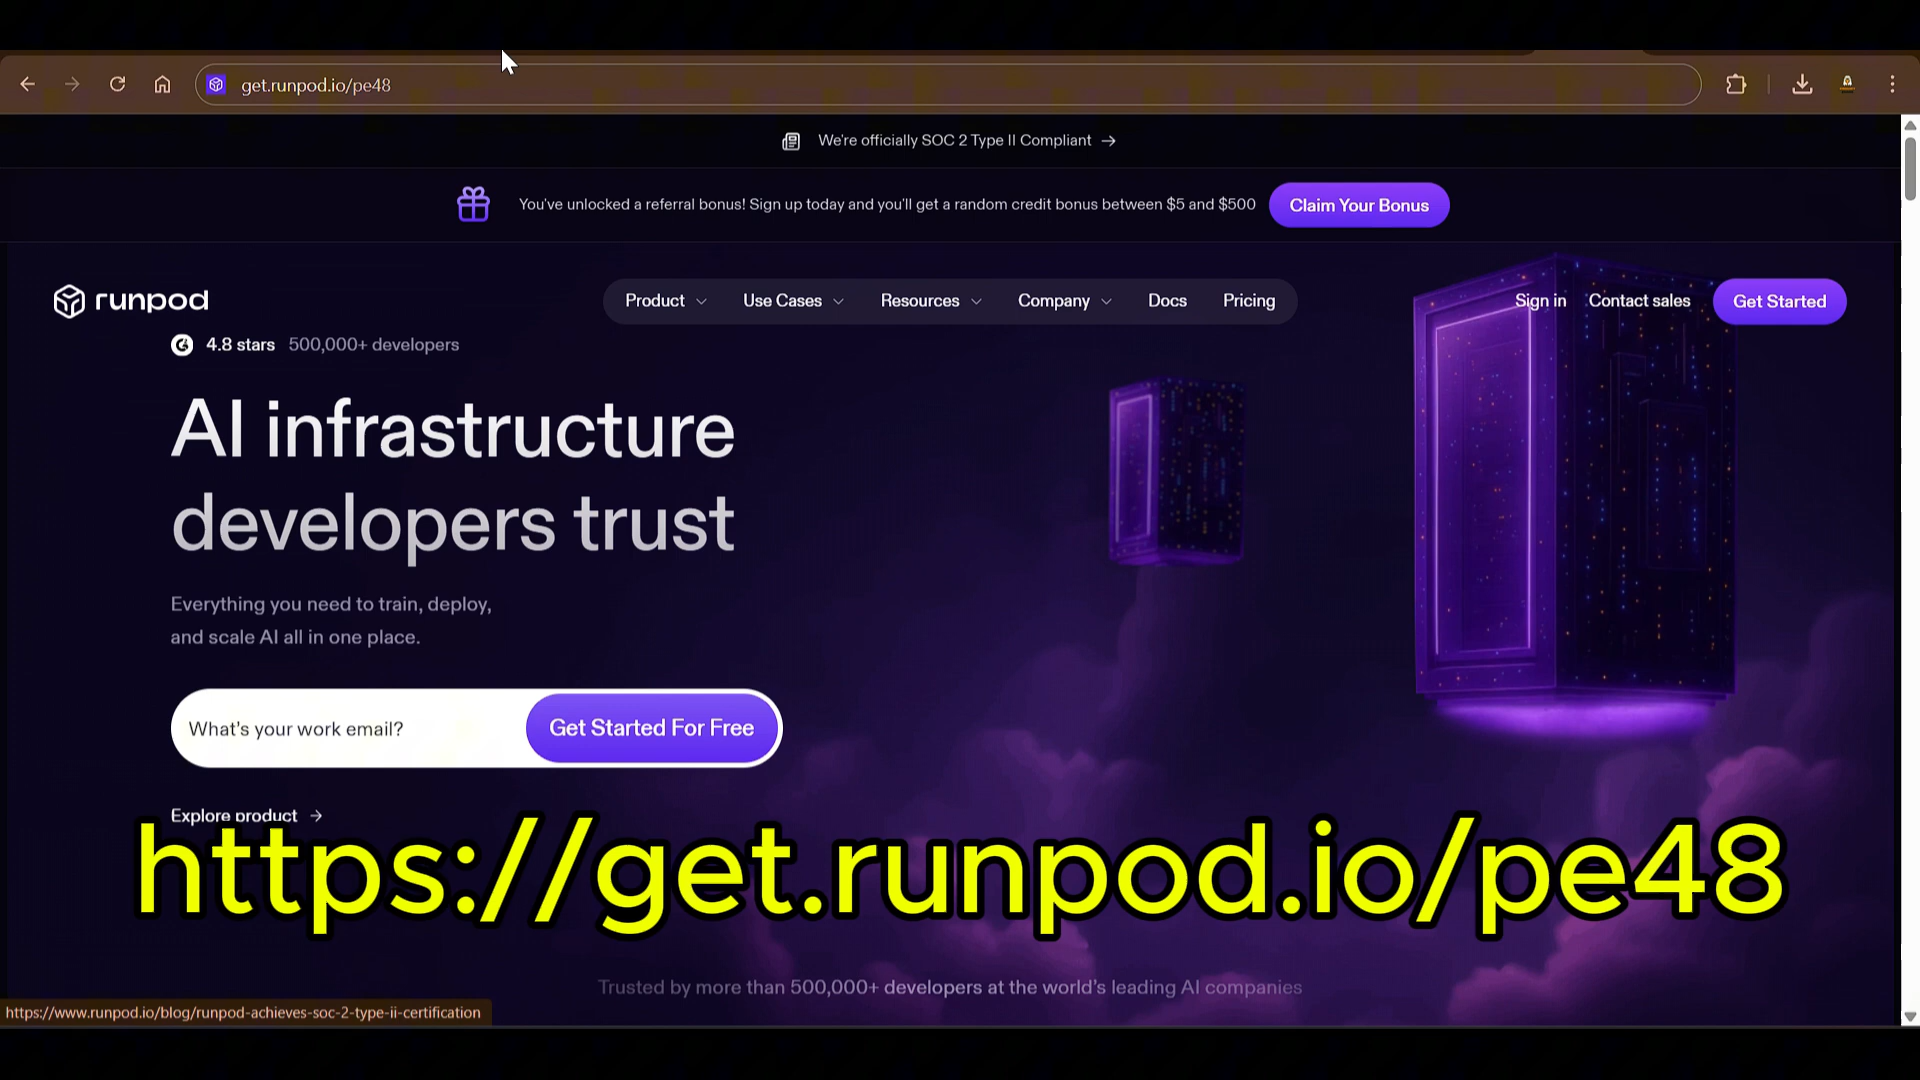 get.runpod.io/pe48
We're officially SOC 2 Type II Compliant →
You've unlocked a referral bonus! Sign up today and you'll get a random credit bonus between $5 and $500
Claim Your Bonus
runpod
Product
Use Cases
Resources
Company
Docs
Pricing
Sign in
Contact sales
Get Started
4.8 stars 500,000+ developers
AI infrastructure
developers trust
Everything you need to train, deploy,
and scale AI all in one place.
What's your work email?
Get Started For Free
Explore product →
https://get.runpod.io/pe48
Trusted by more than 500,000+ developers at the world's leading AI companies
https://www.runpod.io/blog/runpod-achieves-soc-2-type-ii-certification